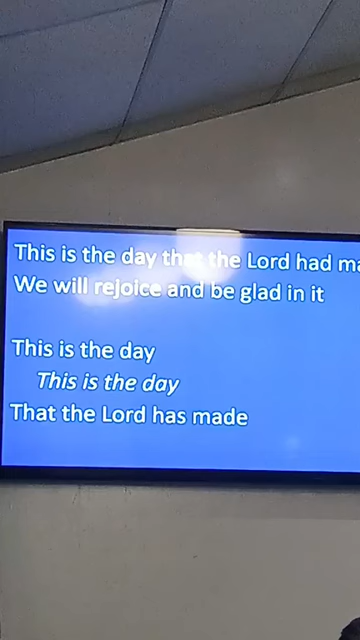 This is the day that the Lord had
We will rejoice and be glad in it
This is the day
This is the day
That the Lord has made